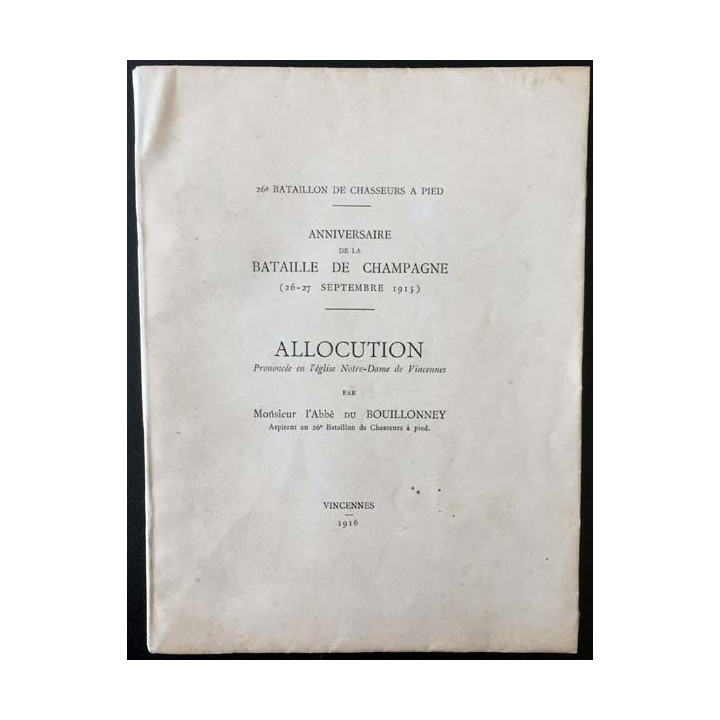 26e BATAILLON DE CHASSEURS A PIED
ANNIVERSAIRE
DE LA
BATAILLE DE CHAMPAGNE
(26-27 SEPTEMBRE 1915)
ALLOCUTION
Prononcée en l'église Notre-Dame de Vincennes
PAR
Monsieur l'Abbé DU BOUILLONNEY
Aspirant au 26e Bataillon de Chasseurs à pied.
VINCENNES
1916